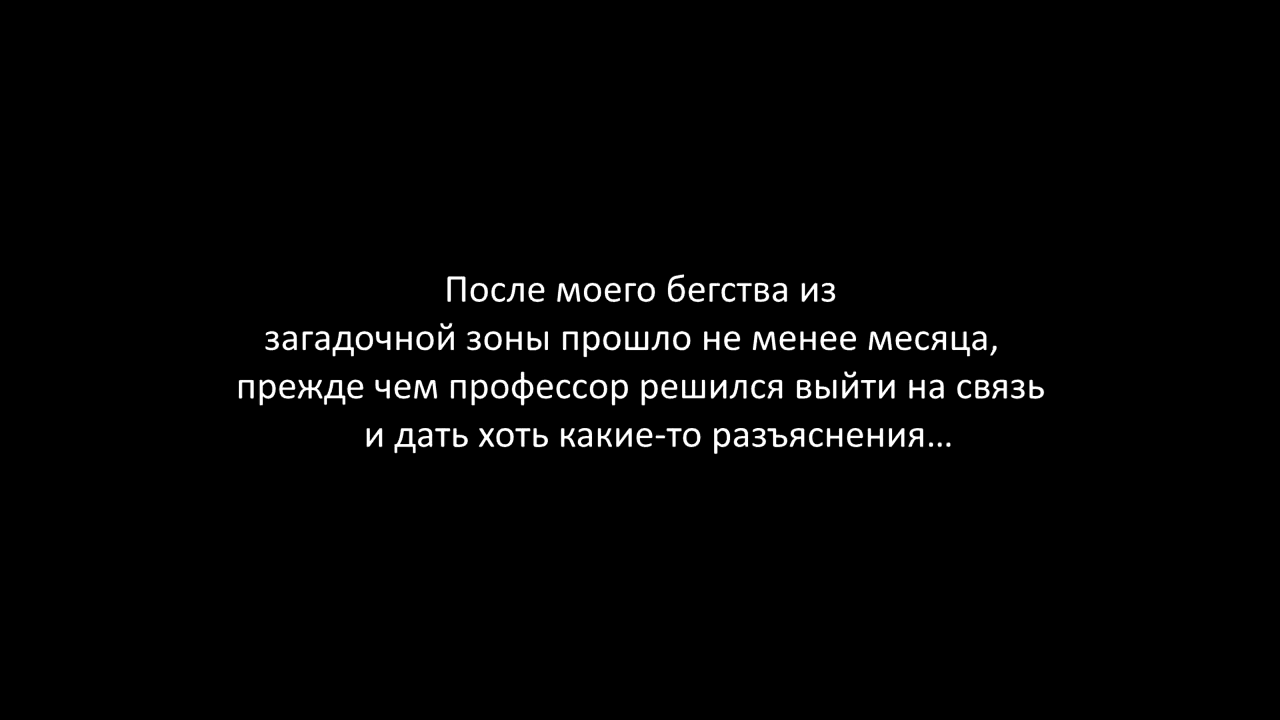 После моего бегства из
загадочной зоны прошло не менее месяца,
прежде чем профессор решился выйти на связь
и дать хоть какие-то разъяснения...